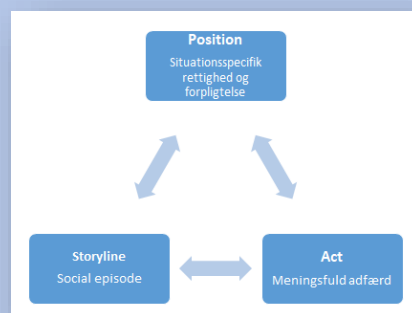 Position
Situationsspecifik
rettighed og
forpligtelse
Storyline
Social episode
Act
Meningsfuld adfærd